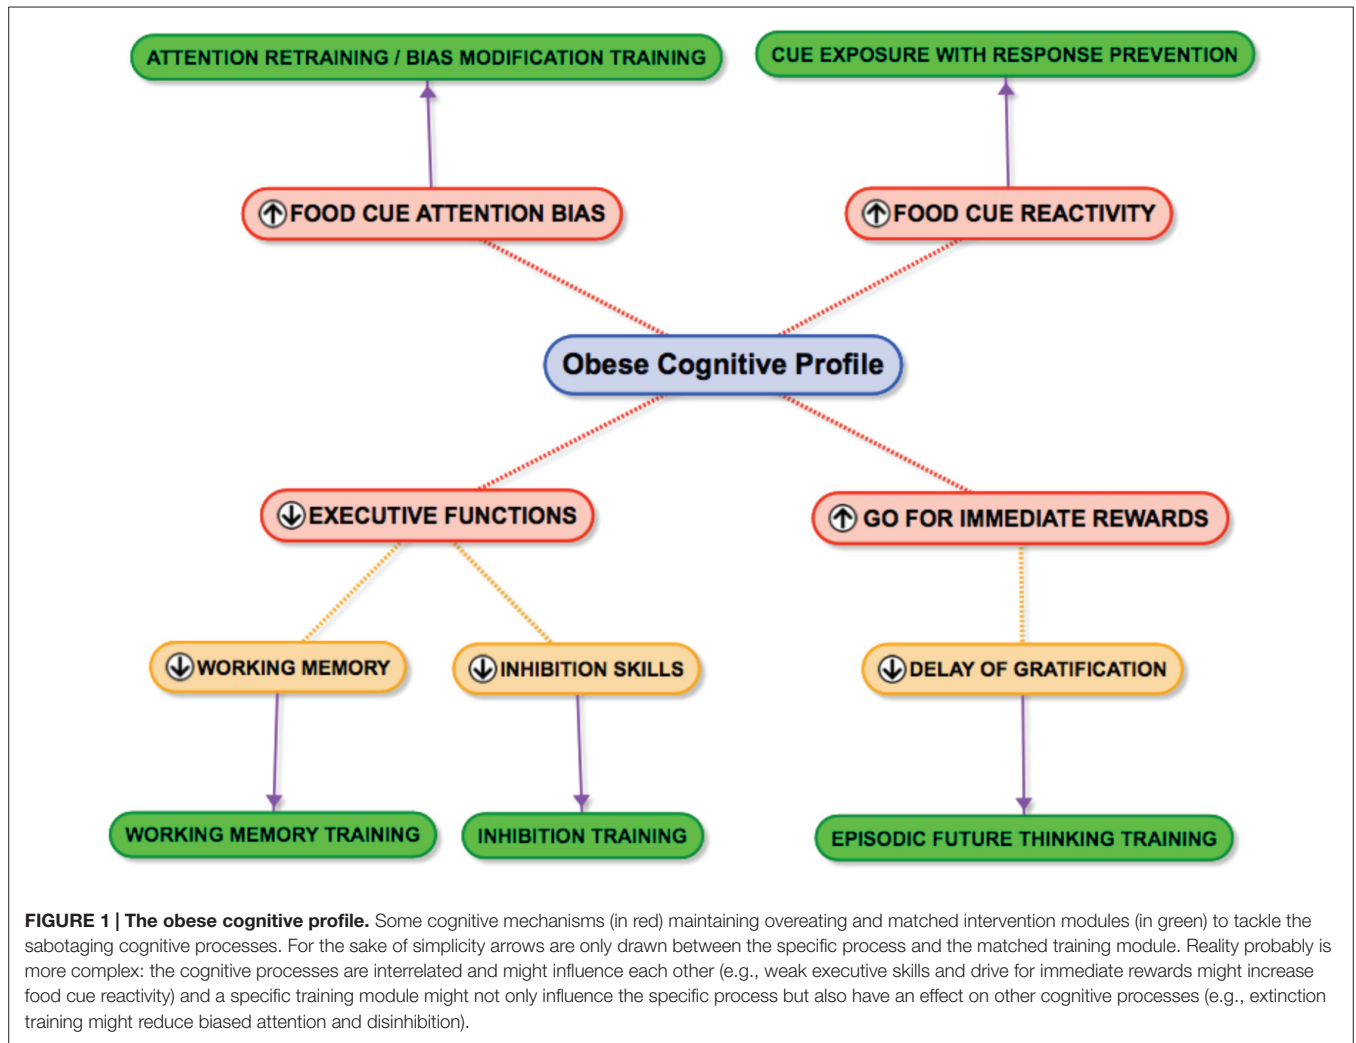 ATTENTION RETRAINING / BIAS MODIFICATION TRAINING
CUE EXPOSURE WITH RESPONSE PREVENTION
FOOD CUE ATTENTION BIAS
FOOD CUE REACTIVITY
Obese Cognitive Profile
EXECUTIVE FUNCTIONS
GO FOR IMMEDIATE REWARDS
WORKING MEMORY
INHIBITION SKILLS
DELAY OF GRATIFICATION
WORKING MEMORY TRAINING
INHIBITION TRAINING
EPISODIC FUTURE THINKING TRAINING
FIGURE 1 | The obese cognitive profile. Some cognitive mechanisms (in red) maintaining overeating and matched intervention modules (in green) to tackle the
sabotaging cognitive processes. For the sake of simplicity arrows are only drawn between the specific process and the matched training module. Reality probably is
more complex: the cognitive processes are interrelated and might influence each other (e.g., weak executive skills and drive for immediate rewards might increase
food cue reactivity) and a specific training module might not only influence the specific process but also have an effect on other cognitive processes (e.g., extinction
training might reduce biased attention and disinhibition).